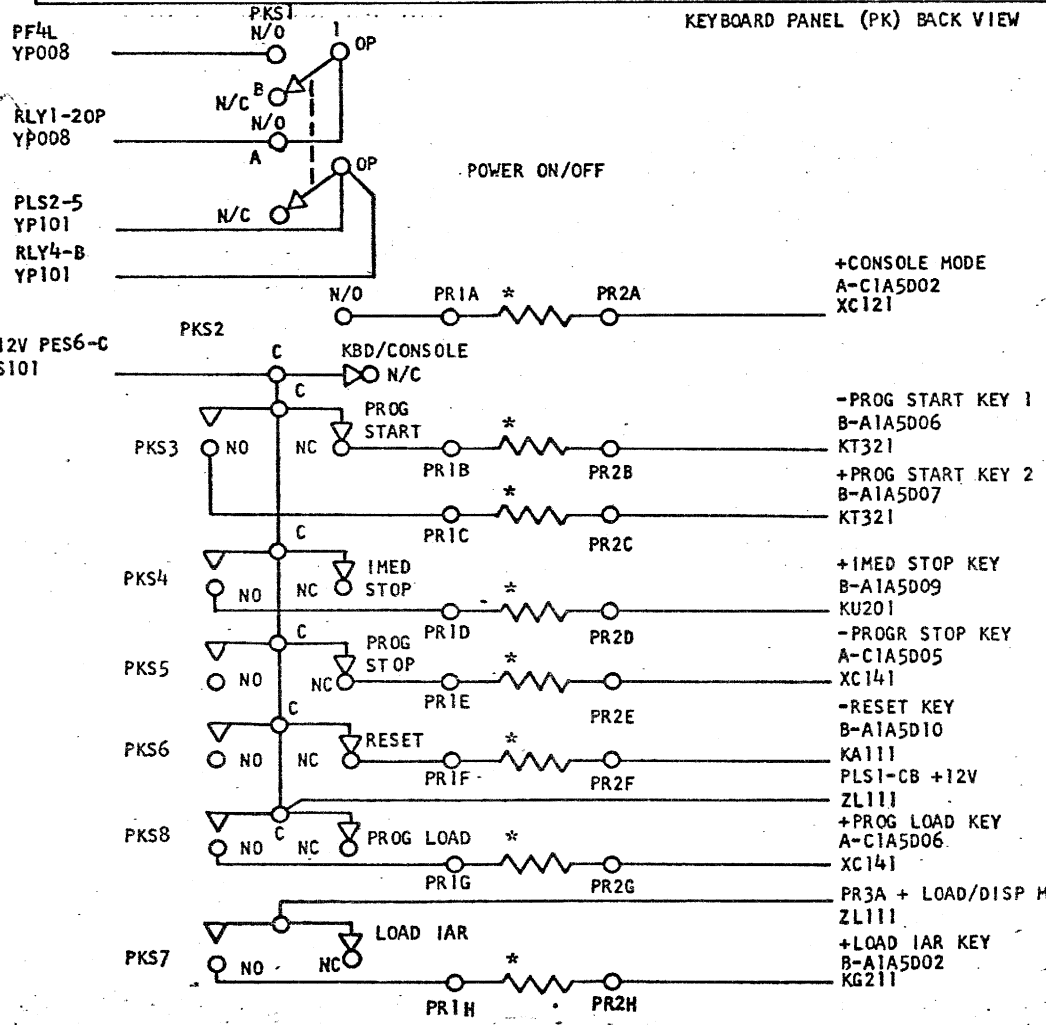 PKS1
KEYBOARD PANEL (PK) BACK VIEW
PF4L
YP008
N/O
1
OP
N/C B
RLY1-2OP
YP008
N/O
A
OP
POWER ON/OFF
PLS2-5
YP101
N/C
RLY4-B
YP101
+CONSOLE MODE
A-C1A5D02
XC121
N/O
PR1A
*
PR2A
PKS2
12V PES6-C
S101
C
KBD/CONSOLE
N/C
C
PROG
START
-PROG START KEY 1
B-A1A5D06
KT321
PKS3
NO
NC
PR1B
*
PR2B
+PROG START KEY 2
B-A1A5D07
KT321
PR1C
*
PR2C
C
IMED
STOP
+IMED STOP KEY
B-A1A5D09
KU201
PKS4
NO
NC
PR1D
*
PR2D
C
PROG
STOP
-PROGR STOP KEY
A-C1A5D05
XC141
PKS5
NO
NC
PR1E
*
PR2E
C
RESET
-RESET KEY
B-A1A5D10
KA111
PKS6
NO
NC
PR1F
*
PR2F
PLS1-CB +12V
ZL111
C
PROG LOAD
+PROG LOAD KEY
A-C1A5D06
XC141
PKS8
NO
NC
PR1G
*
PR2G
PR3A + LOAD/DISP M
ZL111
LOAD IAR
+LOAD IAR KEY
B-A1A5D02
KG211
PKS7
NO
NC
PR1H
*
PR2H